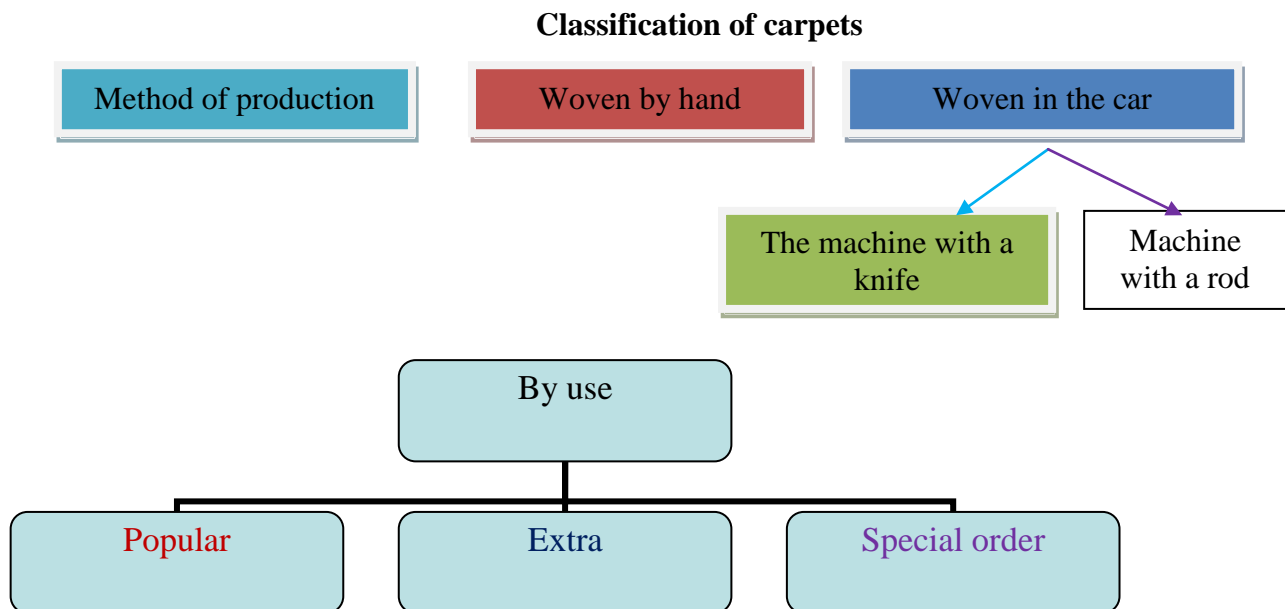 Classification of carpets
Method of production
Woven by hand
Woven in the car
The machine with a
knife
Machine
with a rod
By use
Popular
Extra
Special order